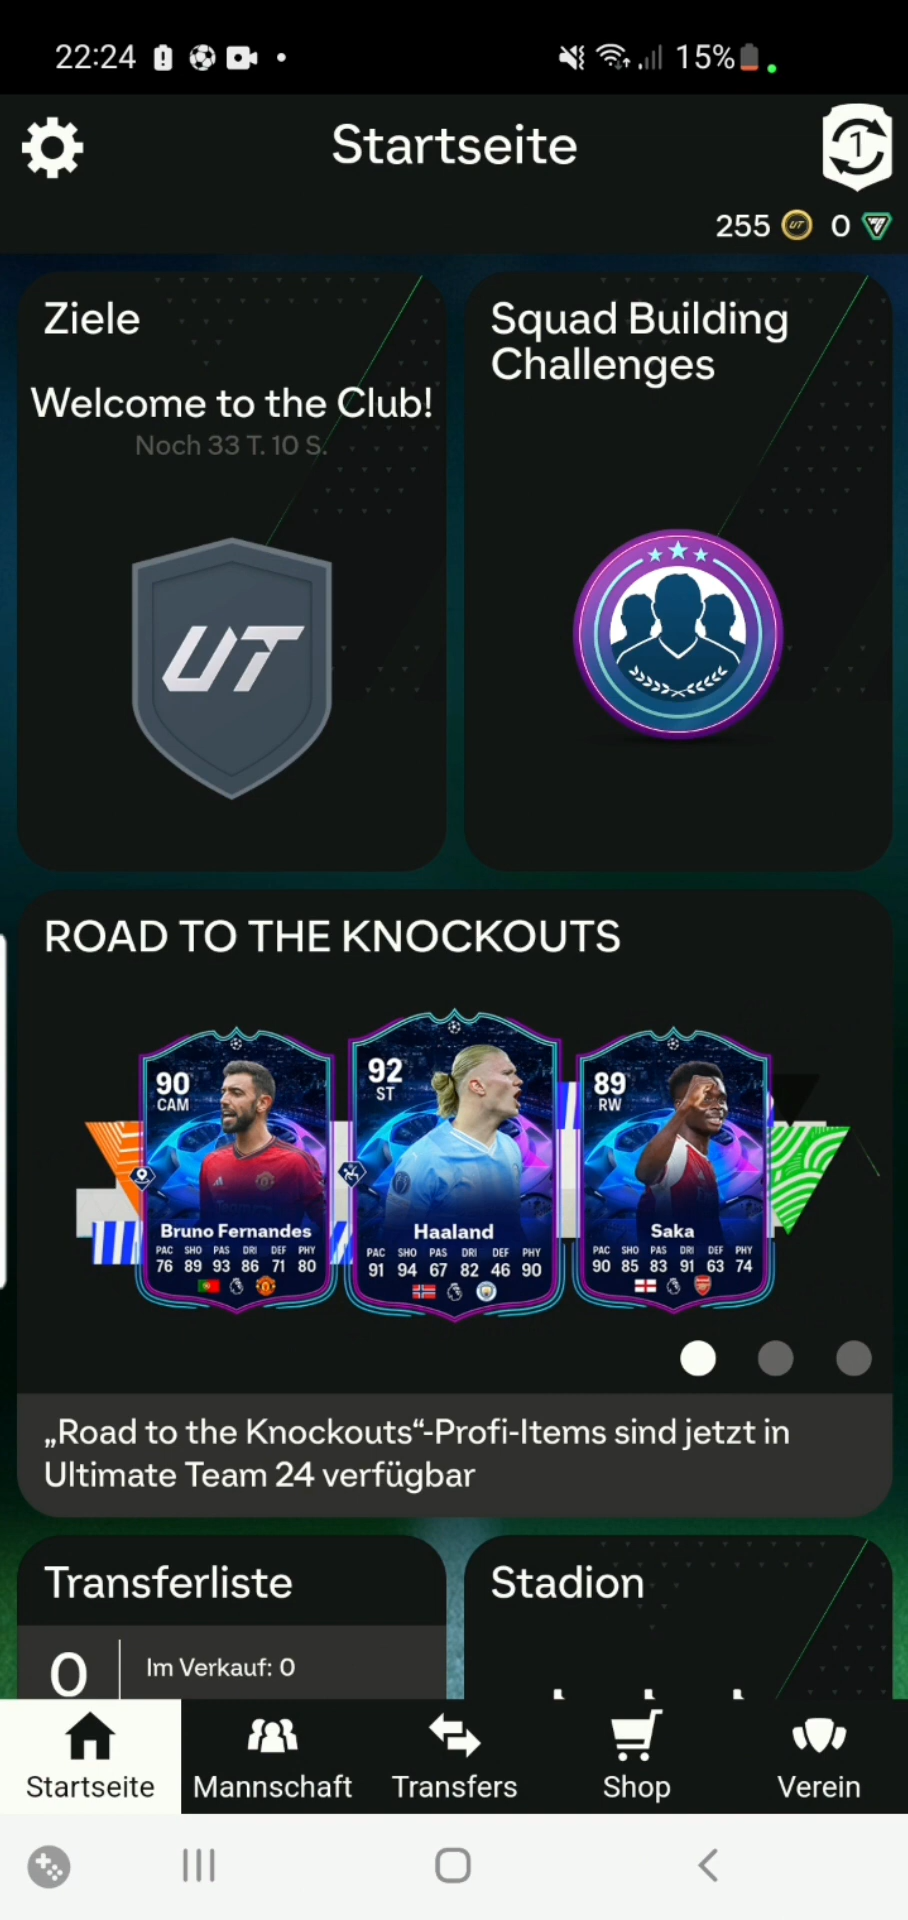 22:24
15%
Startseite
1
255 UT 0
Ziele
Squad Building
Challenges
Welcome to the Club!
Noch 33 T. 10 S.
UT
ROAD TO THE KNOCKOUTS
90
CAM
Bruno Fernandes
PAC SHO PAS DRI DEF PHY
76 89 93 86 71 80
92
ST
Haaland
PAC SHO PAS DRI DEF PHY
91 94 67 82 46 90
89
RW
Saka
PAC SHO PAS DRI DEF PHY
90 85 83 91 63 74
„Road to the Knockouts“-Profi-Items sind jetzt in
Ultimate Team 24 verfügbar
Transferliste
Stadion
0
Im Verkauf: 0
Startseite
Mannschaft
Transfers
Shop
Verein